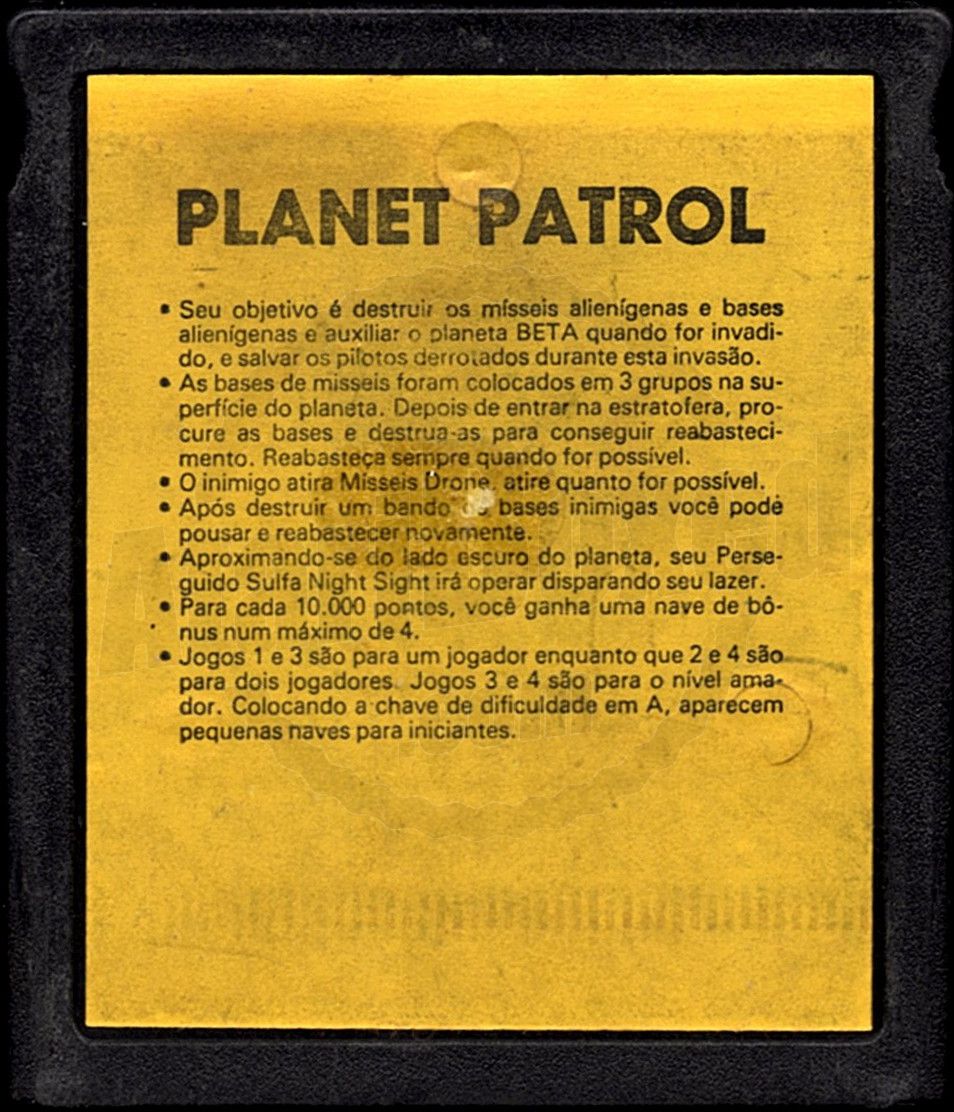 PLANET PATROL
• Seu objetivo é destruir os mísseis alienígenas e bases
alienígenas e auxiliar o planeta BETA quando for invadi-
do, e salvar os pilotos derrotados durante esta invasão.
• As bases de misseis foram colocados em 3 grupos na su-
perfície do planeta. Depois de entrar na estratofera, pro-
cure as bases e destrua-as para conseguir reabasteci-
mento. Reabasteça sempre quando for possível.
• O inimigo atira Misseis Drone, atire quanto for possível.
• Após destruir um bando de bases inimigas você pode
pousar e reabastecer novamente.
• Aproximando-se do lado escuro do planeta, seu Perse-
guido Sulfa Night Sight irá operar disparando seu lazer.
• Para cada 10.000 pontos, você ganha uma nave de bô-
nus num máximo de 4.
• Jogos 1 e 3 são para um jogador enquanto que 2 e 4 são
para dois jogadores. Jogos 3 e 4 são para o nível ama-
dor. Colocando a chave de dificuldade em A, aparecem
pequenas naves para iniciantes.